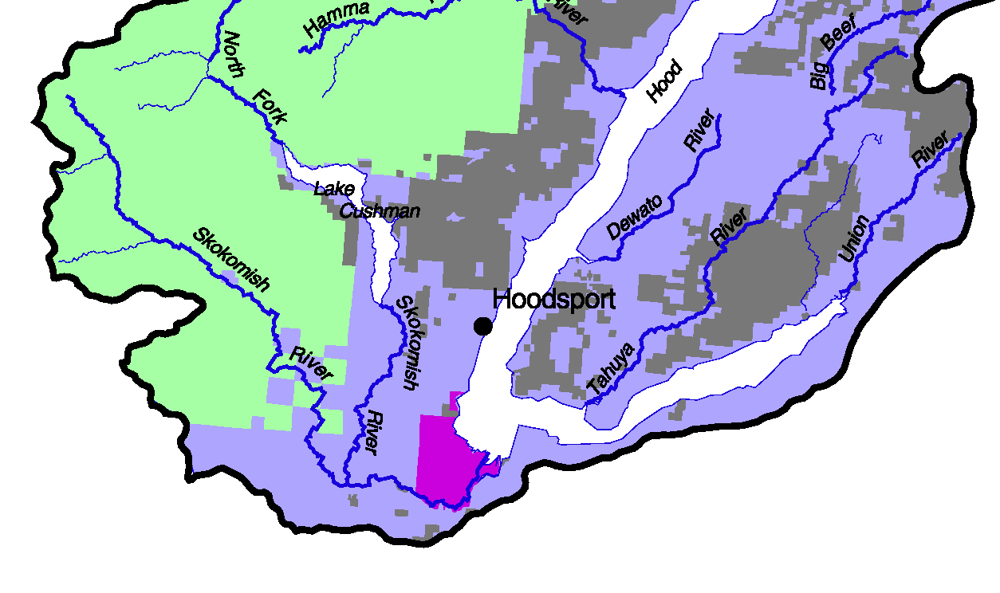 Hamma
River
North
Fork
Hood
Big
Beef
River
River
Lake
Cushman
Dewato
River
Union
Skokomish
Hoodsport
Skokomish
River
Tahuya
River